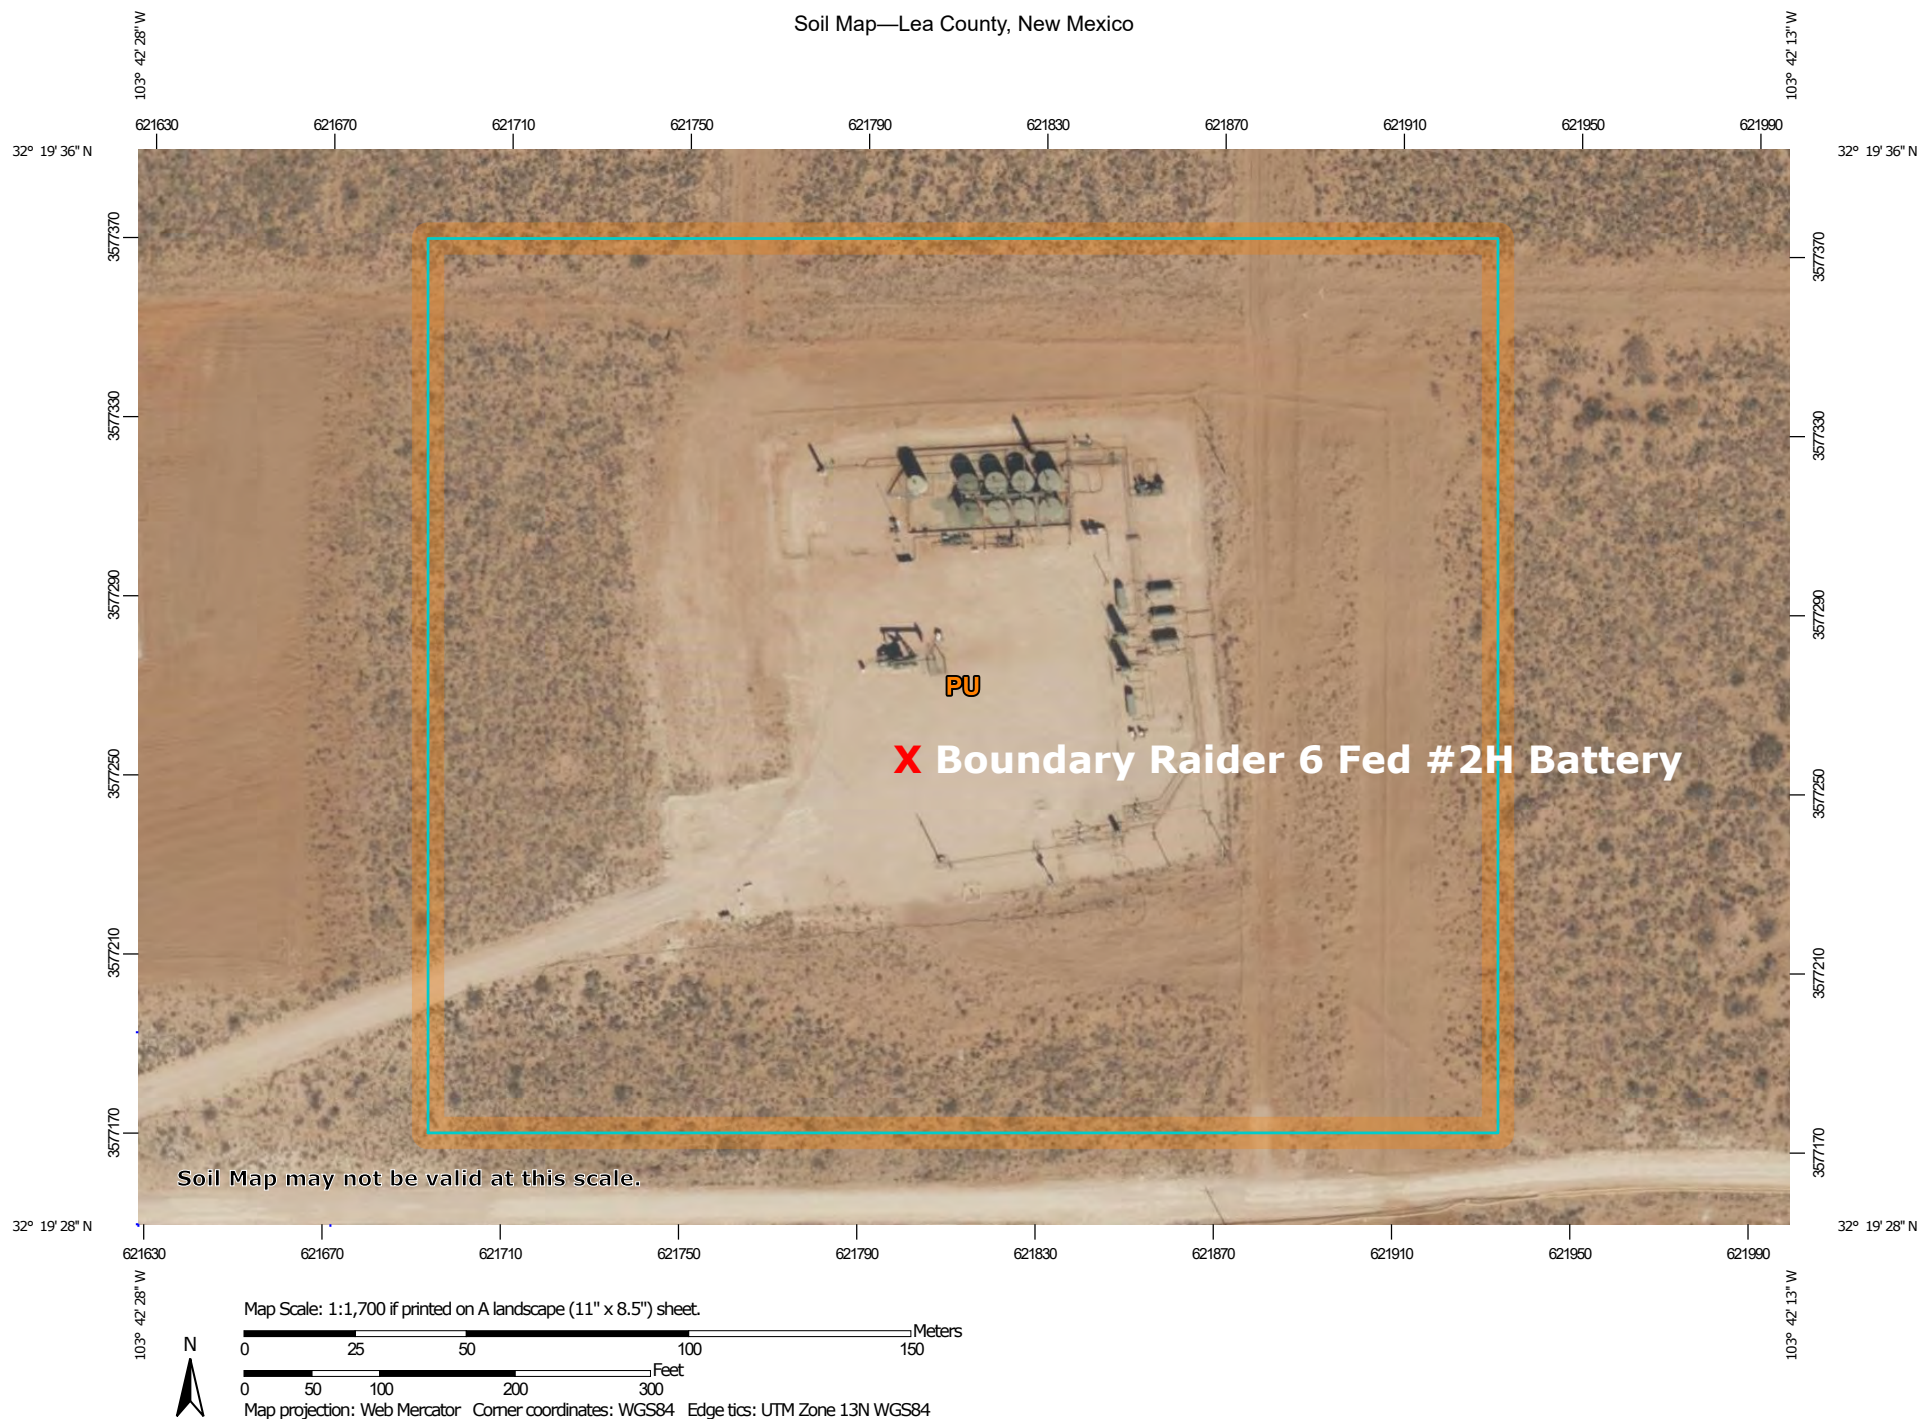 Soil Map—Lea County, New Mexico
103° 42' 28'' W
103° 42' 13'' W
621630 621670 621710 621750 621790 621830 621870 621910 621950 621990
32° 19' 36'' N
32° 19' 36'' N
3577370
3577370
3577330
3577330
3577290
3577290
PU
X Boundary Raider 6 Fed #2H Battery
3577250
3577250
3577210
3577210
3577170
3577170
Soil Map may not be valid at this scale.
32° 19' 28'' N
32° 19' 28'' N
621630 621670 621710 621750 621790 621830 621870 621910 621950 621990
103° 42' 28'' W
103° 42' 13'' W
Map Scale: 1:1,700 if printed on A landscape (11" x 8.5") sheet.
N
Meters
0 25 50 100 150
Feet
0 50 100 200 300
Map projection: Web Mercator Corner coordinates: WGS84 Edge tics: UTM Zone 13N WGS84